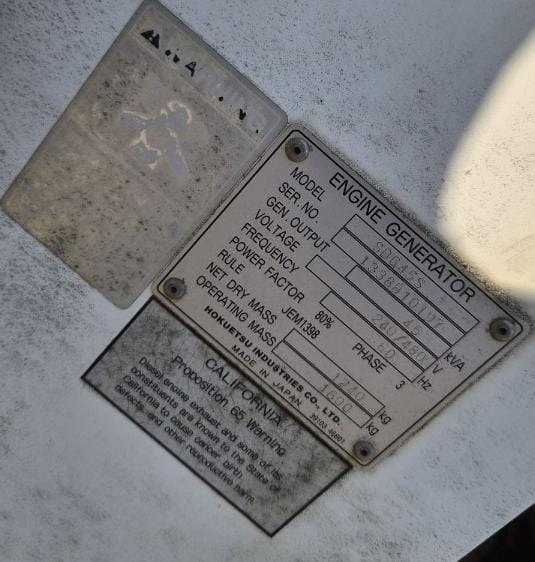 WARNING
ENGINE GENERATOR
MODEL SDG45S
SER. NO.
GEN. OUTPUT 45 kVA
VOLTAGE 240/480 V
FREQUENCY 60 Hz
POWER FACTOR 80% PHASE 3
RULE JEM1398
NET DRY MASS 1240 kg
OPERATING MASS 1600 kg
HOKUETSU INDUSTRIES CO., LTD.
MADE IN JAPAN
CALIFORNIA
Proposition 65 Warning
Diesel engine exhaust and some of its
constituents are known to the State of
California to cause cancer, birth
defects, and other reproductive harm.